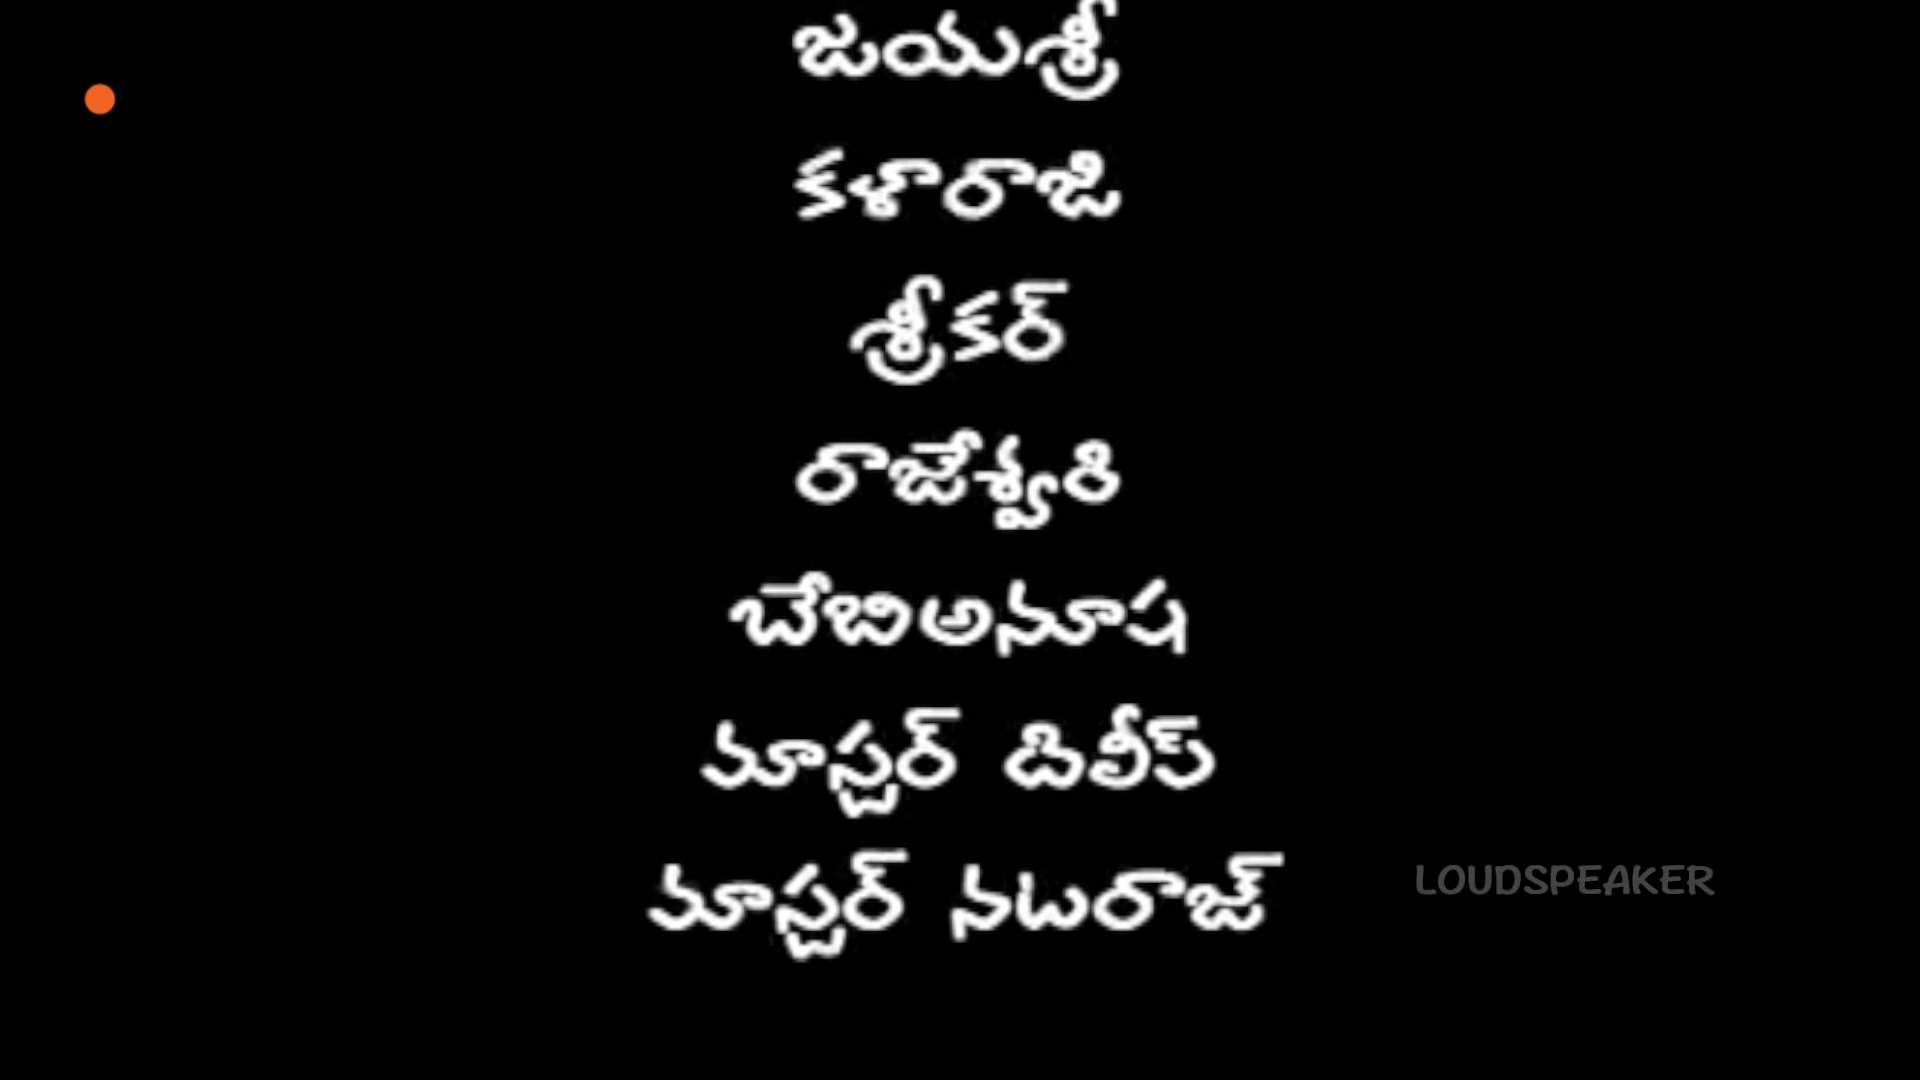 జయశ్రీ
కళారాజి
శ్రీకర్
రాజేశ్వరి
బేబిఅనూష
మాస్టర్ డిలీప్
మాస్టర్ నటరాజ్
LOUDSPEAKER